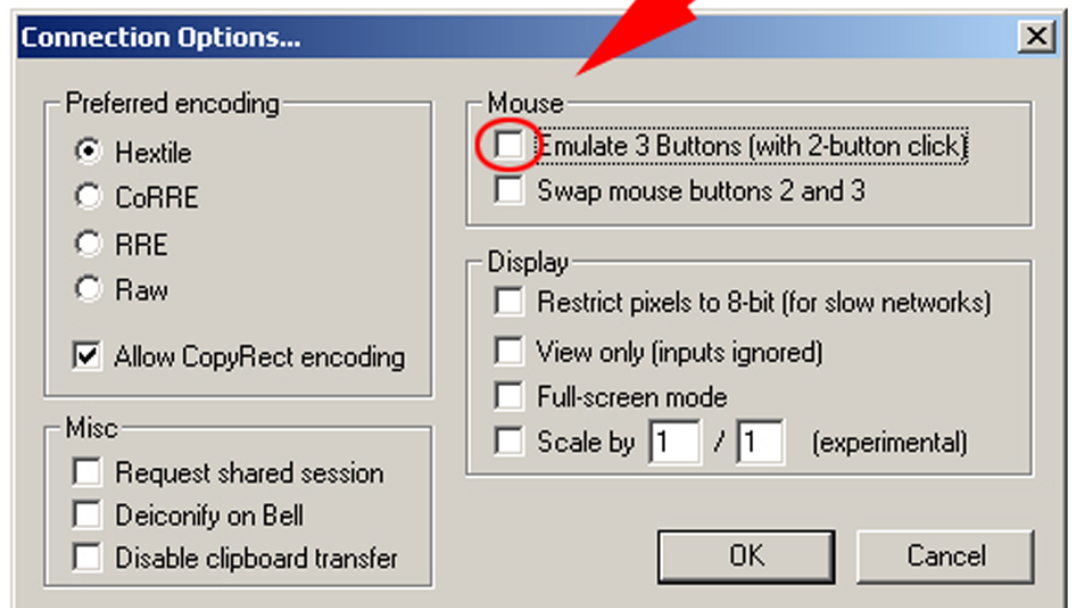 Connection Options...
Preferred encoding
Hextile
CoRRE
RRE
Raw
Allow CopyRect encoding
Misc
Request shared session
Deiconify on Bell
Disable clipboard transfer
Mouse
Emulate 3 Buttons (with 2-button click)
Swap mouse buttons 2 and 3
Display
Restrict pixels to 8-bit (for slow networks)
View only (inputs ignored)
Full-screen mode
Scale by 1 / 1 (experimental)
OK Cancel